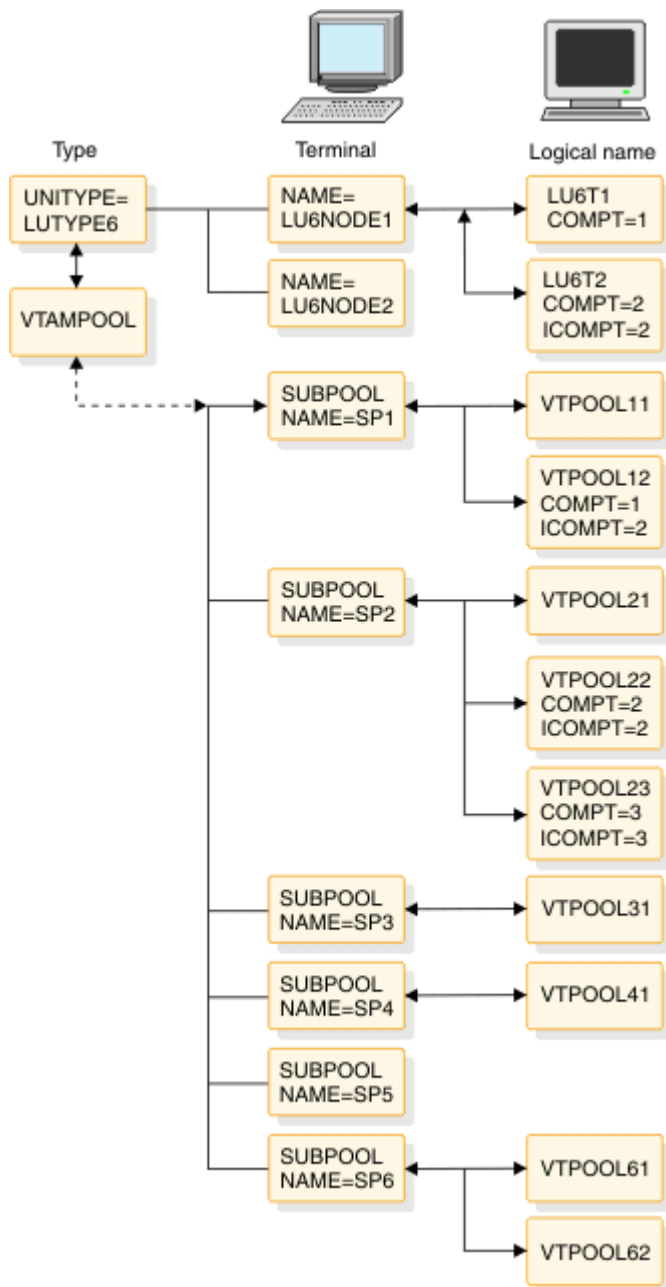 Type
Terminal
Logical name
UNITYPE=
LUTYPE6
NAME=
LU6NODE1
LU6T1
COMPT=1
NAME=
LU6NODE2
LU6T2
COMPT=2
ICOMPT=2
VTAMPOOL
SUBPOOL
NAME=SP1
VTPOOL11
VTPOOL12
COMPT=1
ICOMPT=2
SUBPOOL
NAME=SP2
VTPOOL21
VTPOOL22
COMPT=2
ICOMPT=2
VTPOOL23
COMPT=3
ICOMPT=3
SUBPOOL
NAME=SP3
VTPOOL31
SUBPOOL
NAME=SP4
VTPOOL41
SUBPOOL
NAME=SP5
SUBPOOL
NAME=SP6
VTPOOL61
VTPOOL62